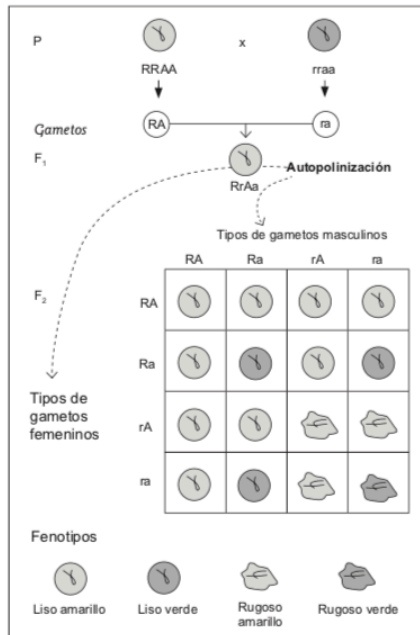 P x
RRAA rraa
Gametos RA ra
F1
Autopolinización
RrAa
Tipos de gametos masculinos
RA Ra rA ra
F2
RA
Ra
Tipos de
gametos
femeninos
rA
ra
Fenotipos
Liso amarillo Liso verde Rugoso
amarillo Rugoso verde